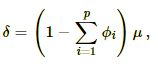 δ = (1 − ∑_{i=1}^{p} ϕ_i) μ ,